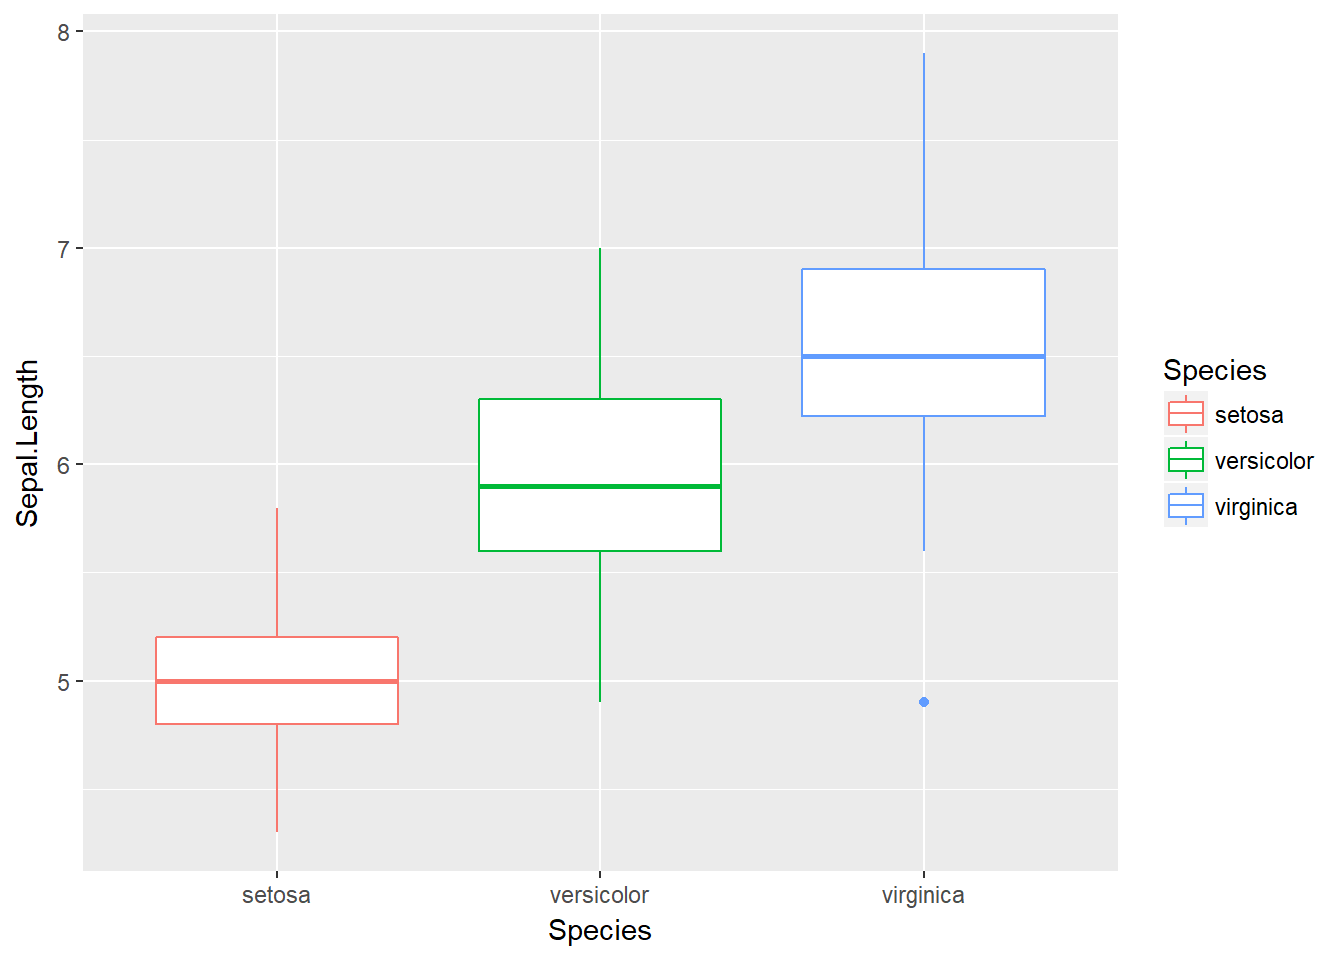 8
7
6
5
Sepal.Length
setosa
versicolor
virginica
Species
Species
setosa
versicolor
virginica